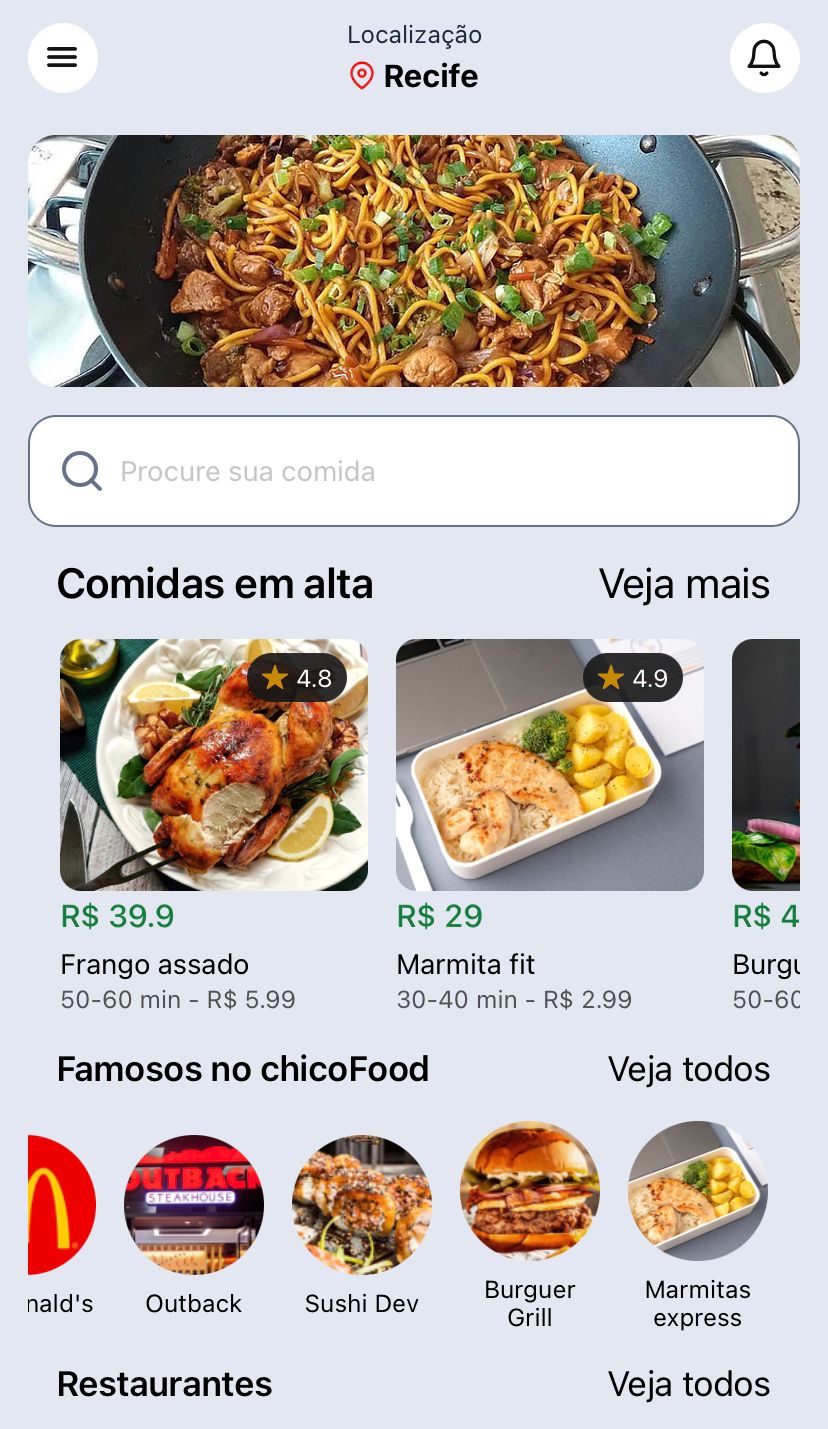 Localização
Recife
Procure sua comida
Comidas em alta
Veja mais
4.8
4.9
R$ 39.9
R$ 29
R$ 4
Frango assado
Marmita fit
Burgu
50-60 min - R$ 5.99
30-40 min - R$ 2.99
50-60
Famosos no chicoFood
Veja todos
OUTBACK
STEAKHOUSE
nald's
Outback
Sushi Dev
Burguer
Grill
Marmitas
express
Restaurantes
Veja todos